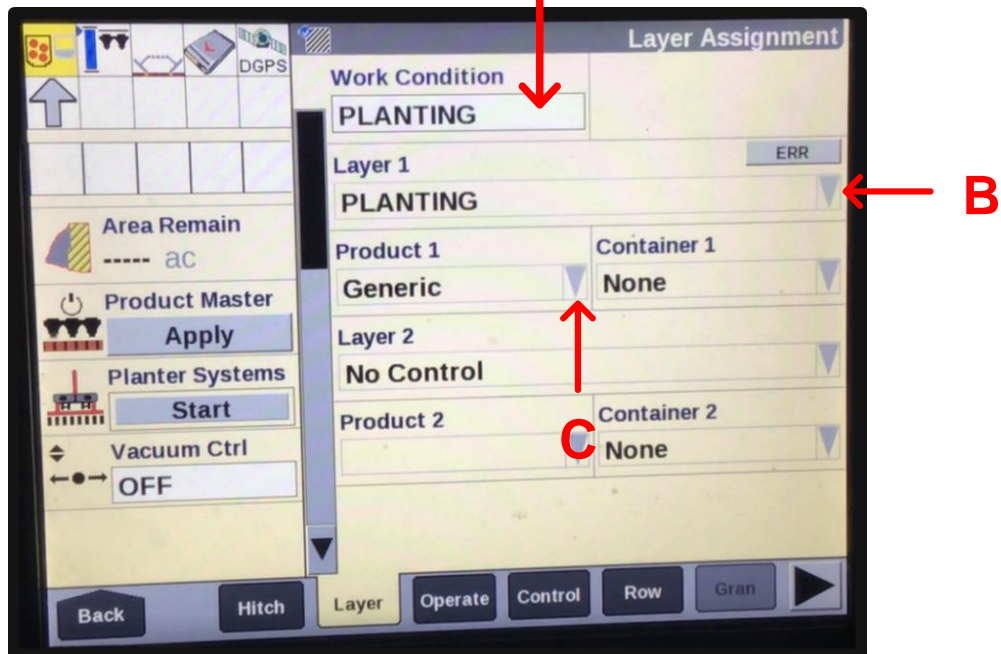 Layer Assignment
DGPS
Work Condition
PLANTING
ERR
Layer 1
PLANTING
B
Area Remain
----- ac
Product 1
Container 1
Generic
None
Product Master
Apply
Layer 2
No Control
Planter Systems
Start
Product 2
C
Container 2
None
Vacuum Ctrl
OFF
Back
Hitch
Layer
Operate
Control
Row
Gran